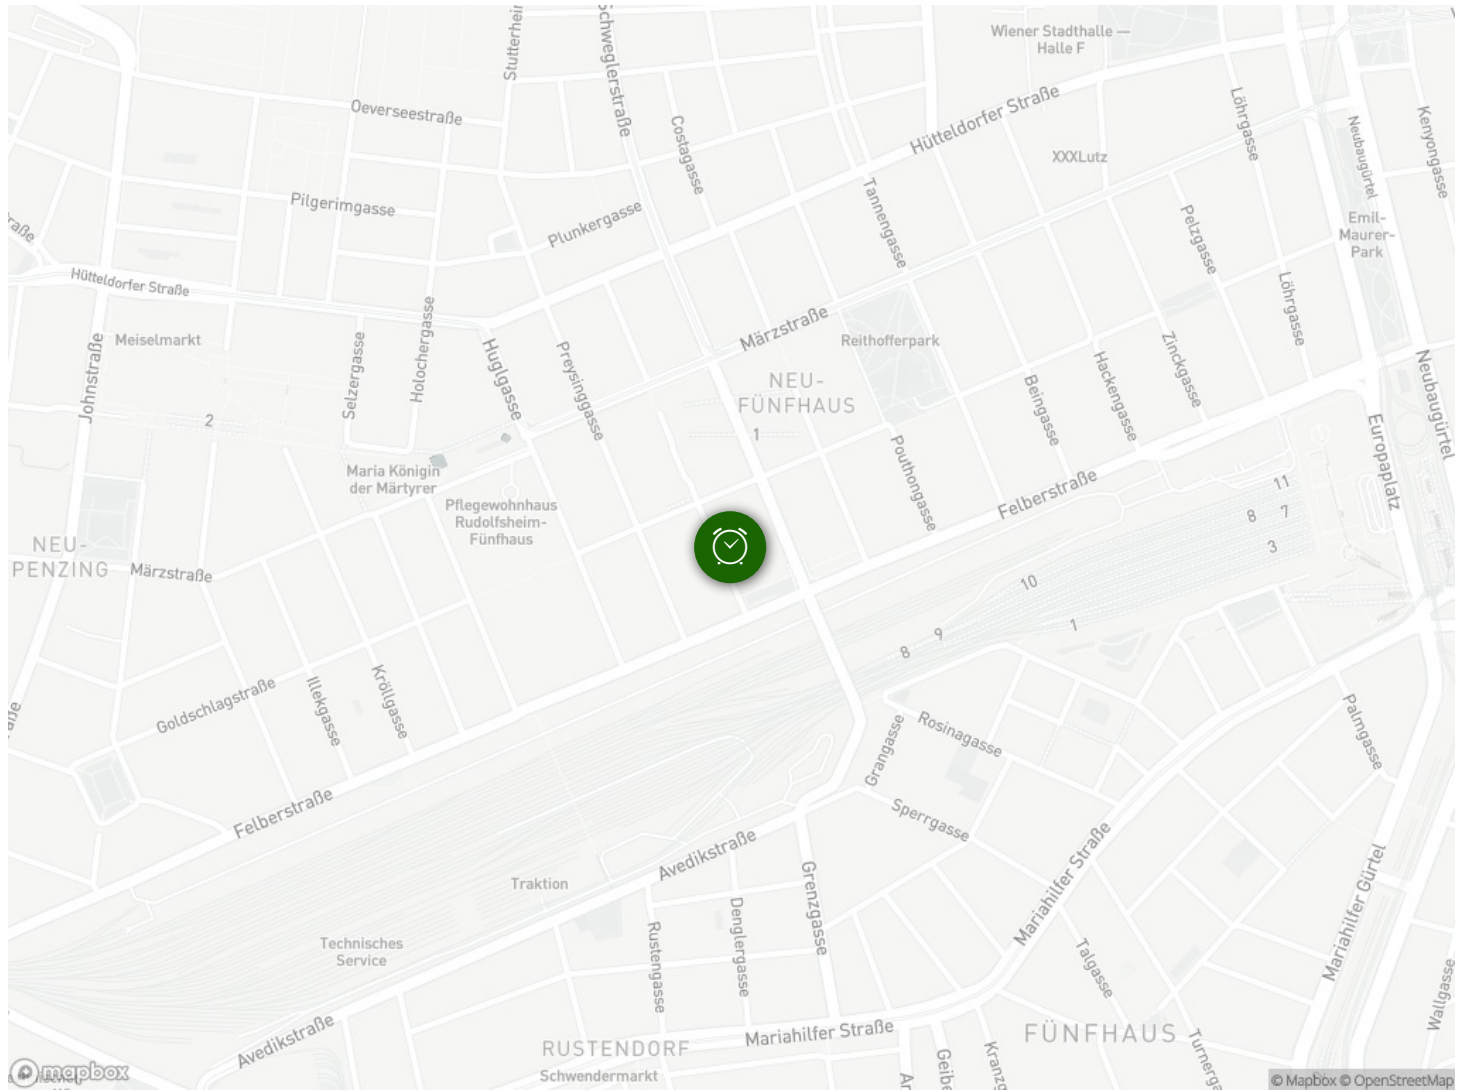 Wiener Stadthalle —
Halle F
Schweglerstraße
Oeverseestraße
Costagasse
Hütteldorfer Straße
Löhrgasse
Neubaugürtel
Kenyongasse
XXXLutz
Pilgerimgasse
Plunkergasse
Tannengasse
Pelzgasse
Emil-
Maurer-
Park
Hütteldorfer Straße
Löhrgasse
Meiselmarkt
Johnstraße
Selzergasse
Holochergasse
Huglgasse
Preysinggasse
Märzstraße
Reithofferpark
Zinckgasse
Hackengasse
Beingasse
Neubaugürtel
NEU-
FÜNFHAUS
2
1
Europaplatz
Maria Königin
der Märtyrer
Pflegewohnhaus
Rudolfsheim-
Fünfhaus
Pouthongasse
Felberstraße
11
8
7
3
NEU-
PENZING
Märzstraße
10
9
8
1
Goldschlagstraße
Illekgasse
Kröllgasse
Rosinagasse
Grangasse
Palmgasse
Felberstraße
Sperrgasse
Avedikstraße
Mariahilfer Straße
Traktion
Grenzgasse
Mariahilfer Gürtel
Technisches
Service
Rustengasse
Denglergasse
Talgasse
Wallgasse
Avedikstraße
Mariahilfer Straße
FÜNFHAUS
RUSTENDORF
Schwendermarkt
mapbox
© Mapbox © OpenStreetMap